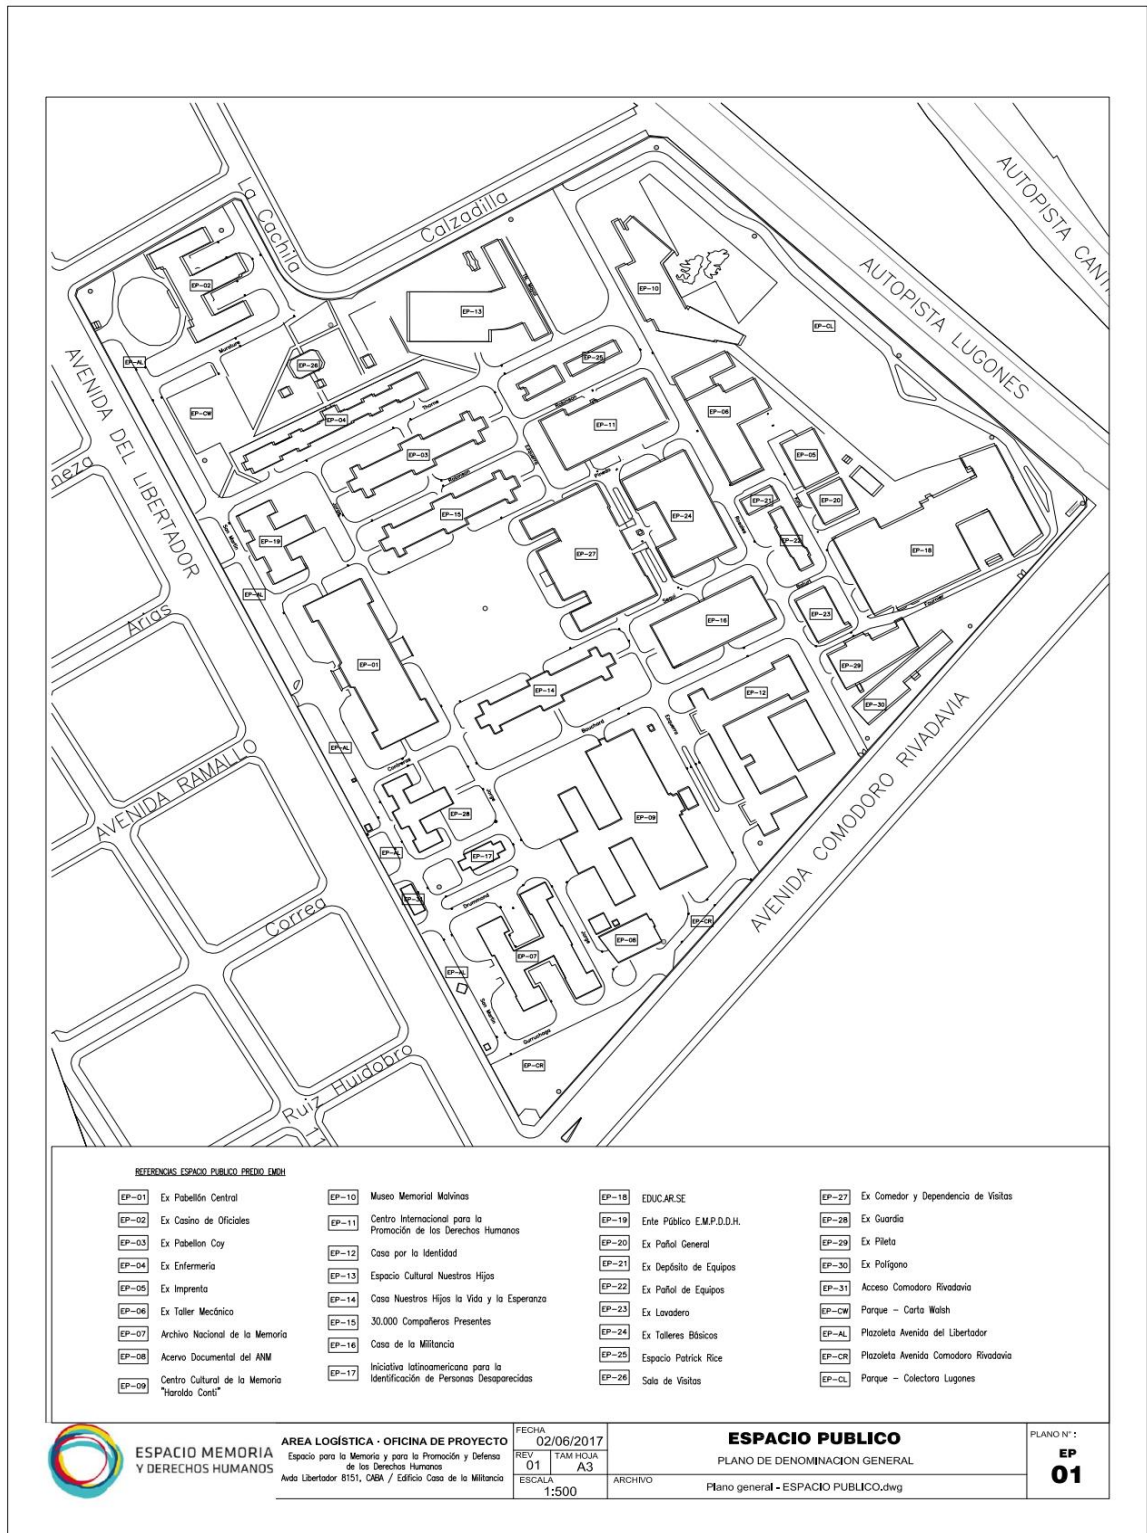 La Cachila
Calzadilla
AUTOPISTA LUGONES
AVENIDA DEL LIBERTADOR
Arias
AVENIDA RAMALLO
Correa
Ruiz Huidobro
AVENIDA COMODORO RIVADAVIA
EP-02
EP-13
EP-10
EP-CL
EP-AL
Murature
EP-26
EP-25
EP-CW
EP-04
Thorne
Robinson
EP-11
EP-06
EP-03
Robinson
EP-05
EP-15
EP-21
EP-20
EP-24
Rosales
EP-22
San Martin
EP-19
EP-27
EP-18
EP-AL
EP-16
EP-23
EP-01
EP-29
EP-14
EP-12
EP-30
EP-AL
Bouchard
Jorge
EP-28
EP-09
EP-AL
EP-17
EP-31
Drummond
EP-CR
EP-08
Jorge
EP-07
EP-AL
San Martin
Gurruchaga
EP-CR
REFERENCIAS ESPACIO PUBLICO PREDIO EMDH
EP-01 Ex Pabellón Central
EP-02 Ex Casino de Oficiales
EP-03 Ex Pabellon Coy
EP-04 Ex Enfermería
EP-05 Ex Imprenta
EP-06 Ex Taller Mecánico
EP-07 Archivo Nacional de la Memoria
EP-08 Acervo Documental del ANM
EP-09 Centro Cultural de la Memoria
"Haroldo Conti"
EP-10 Museo Memorial Malvinas
EP-11 Centro Internacional para la
Promoción de los Derechos Humanos
EP-12 Casa por la Identidad
EP-13 Espacio Cultural Nuestros Hijos
EP-14 Casa Nuestros Hijos la Vida y la Esperanza
EP-15 30.000 Compañeros Presentes
EP-16 Casa de la Militancia
EP-17 Iniciativa latinoamericana para la
Identificación de Personas Desaparecidas
EP-18 EDUC.AR.SE
EP-19 Ente Público E.M.P.D.D.H.
EP-20 Ex Pañol General
EP-21 Ex Depósito de Equipos
EP-22 Ex Pañol de Equipos
EP-23 Ex Lavadero
EP-24 Ex Talleres Básicos
EP-25 Espacio Patrick Rice
EP-26 Sala de Visitas
EP-27 Ex Comedor y Dependencia de Visitas
EP-28 Ex Guardia
EP-29 Ex Pileta
EP-30 Ex Polígono
EP-31 Acceso Comodoro Rivadavia
EP-CW Parque - Carta Walsh
EP-AL Plazoleta Avenida del Libertador
EP-CR Plazoleta Avenida Comodoro Rivadavia
EP-CL Parque - Colectora Lugones
ESPACIO MEMORIA
Y DERECHOS HUMANOS
AREA LOGÍSTICA · OFICINA DE PROYECTO
Espacio para la Memoria y para la Promoción y Defensa
de los Derechos Humanos
Avda Libertador 8151, CABA / Edificio Casa de la Militancia
FECHA
02/06/2017
REV
01
TAM HOJA
A3
ESCALA
1:500
ESPACIO PUBLICO
PLANO DE DENOMINACION GENERAL
ARCHIVO
Plano general - ESPACIO PUBLICO.dwg
PLANO N°:
EP
01